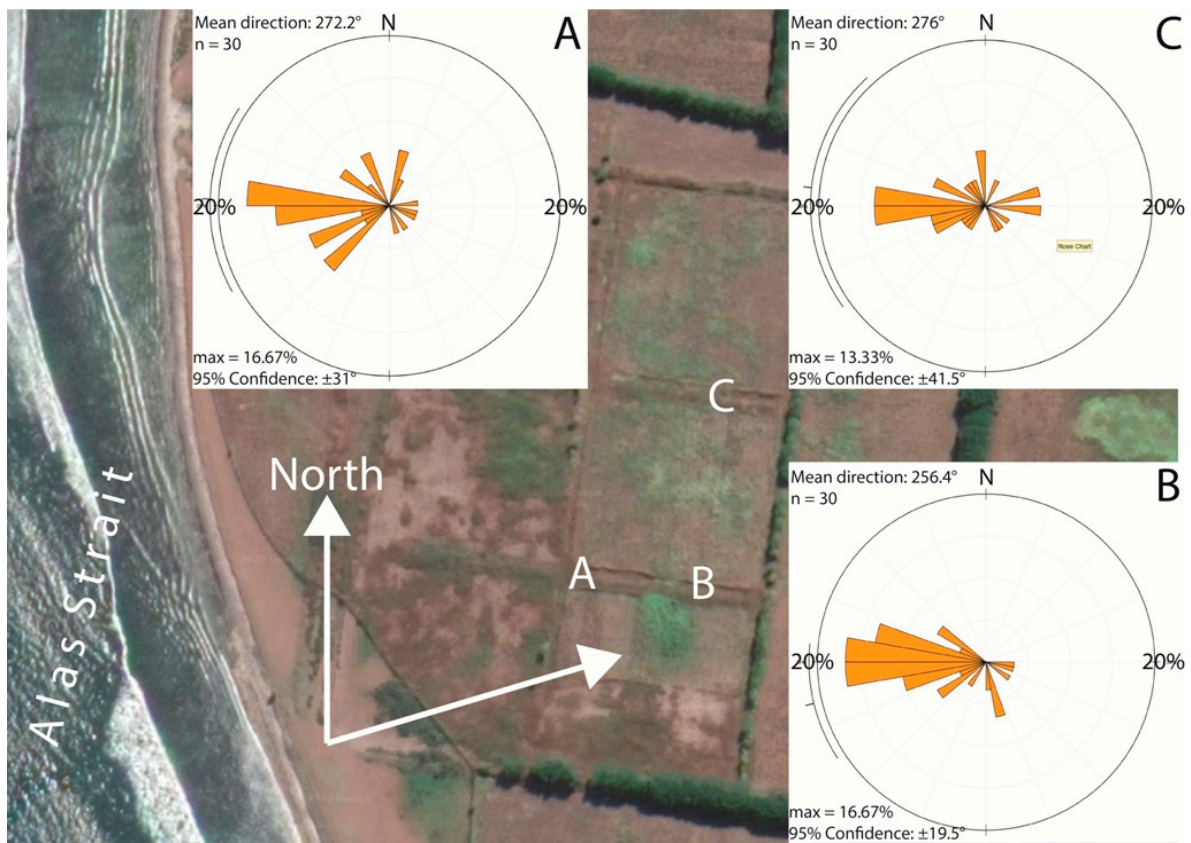 Mean direction: 272.2°
n = 30
N
A
20%
20%
max = 16.67%
95% Confidence: ±31°
Mean direction: 276°
n = 30
N
C
20%
20%
Rose Chart
max = 13.33%
95% Confidence: ±41.5°
C
North
Alas Strait
A
B
Mean direction: 256.4°
n = 30
N
B
20%
20%
max = 16.67%
95% Confidence: ±19.5°